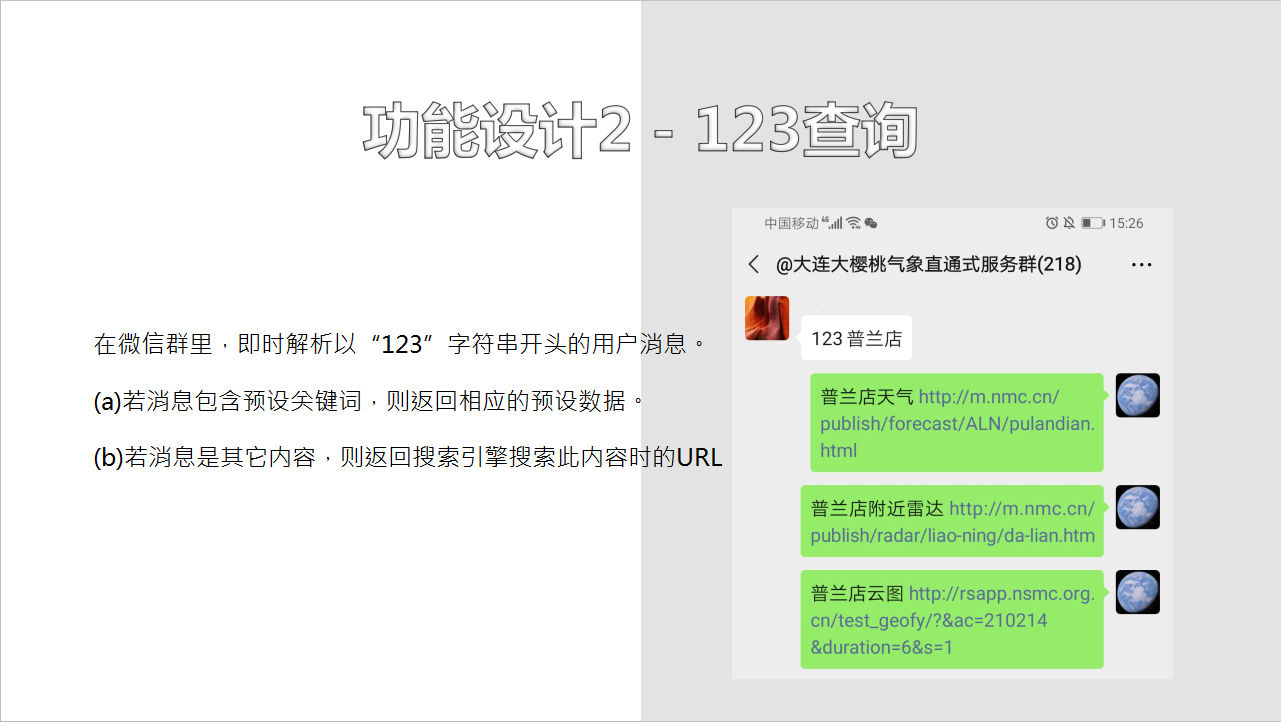 功能设计2 - 123查询
在微信群里，即时解析以“123”字符串开头的用户消息。
(a)若消息包含预设关键词，则返回相应的预设数据。
(b)若消息是其它内容，则返回搜索引擎搜索此内容时的URL
中国移动 4G 15:26
@大连大樱桃气象直通式服务群(218)
123 普兰店
普兰店天气 http://m.nmc.cn/
publish/forecast/ALN/pulandian.
html
普兰店附近雷达 http://m.nmc.cn/
publish/radar/liao-ning/da-lian.htm
普兰店云图 http://rsapp.nsmc.org.
cn/test_geofy/?&ac=210214
&duration=6&s=1